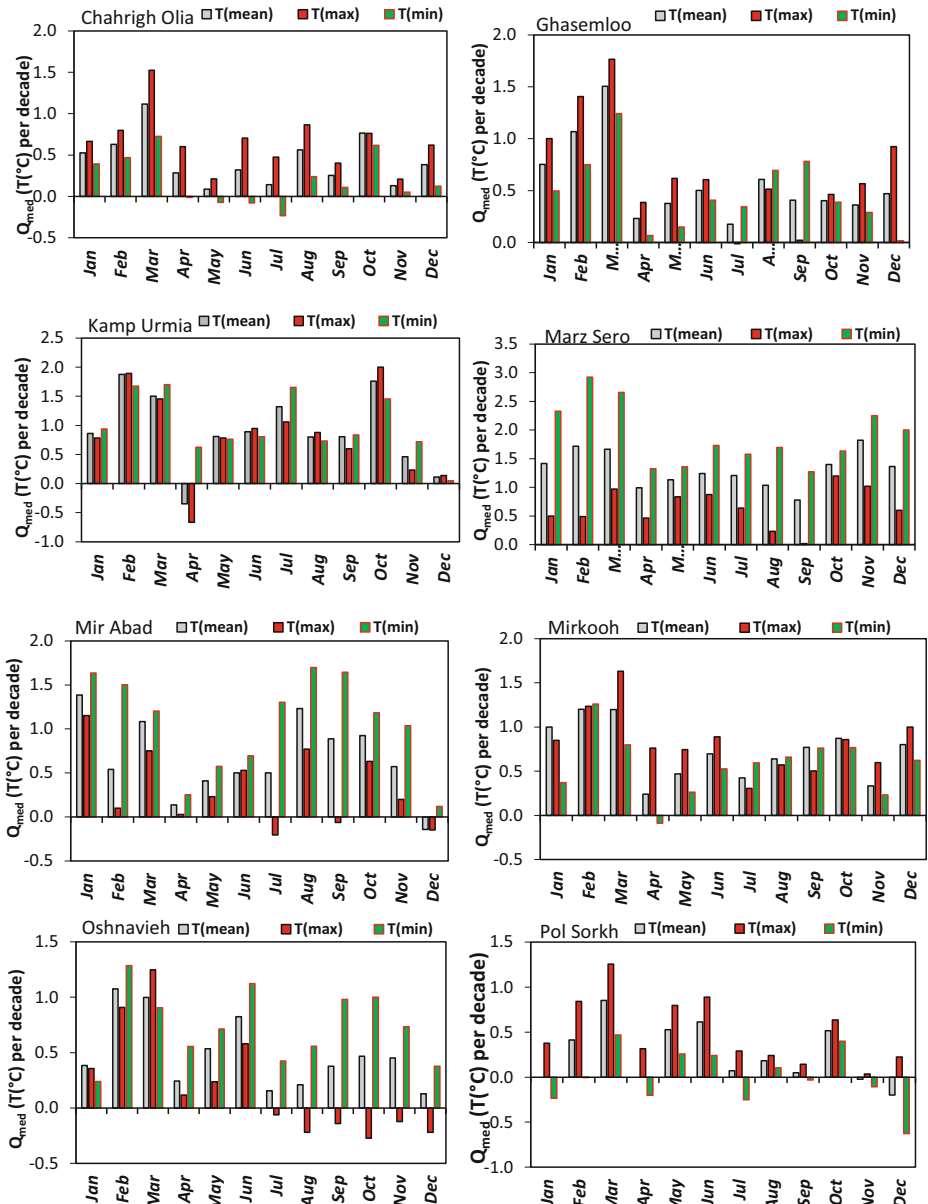 Chahrigh Olia T(mean) T(max) T(min)
Q_med (T(°C) per decade)
2.0
1.5
1.0
0.5
0.0
-0.5
Jan Feb Mar Apr May Jun Jul Aug Sep Oct Nov Dec
Ghasemloo T(mean) T(max) T(min)
Q_med (T(°C) per decade)
2.0
1.5
1.0
0.5
0.0
Jan Feb M... Apr M... Jun Jul A... Sep Oct Nov Dec
Kamp Urmia T(mean) T(max) T(min)
Q_med (T(°C) per decade)
2.5
2.0
1.5
1.0
0.5
0.0
-0.5
-1.0
Jan Feb Mar Apr May Jun Jul Aug Sep Oct Nov Dec
Marz Sero T(mean) T(max) T(min)
Q_med (T(°C) per decade)
3.5
3.0
2.5
2.0
1.5
1.0
0.5
0.0
Jan Feb M... Apr M... Jun Jul Aug Sep Oct Nov Dec
Mir Abad T(mean) T(max) T(min)
Q_med (T(°C) per decade)
2.0
1.5
1.0
0.5
0.0
-0.5
Jan Feb Mar Apr May Jun Jul Aug Sep Oct Nov Dec
Mirkooh T(mean) T(max) T(min)
Q_med (T(°C) per decade)
2.0
1.5
1.0
0.5
0.0
-0.5
Jan Feb Mar Apr May Jun Jul Aug Sep Oct Nov Dec
Oshnavieh T(mean) T(max) T(min)
Q_med (T(°C) per decade)
1.5
1.0
0.5
0.0
-0.5
Jan Feb Mar Apr May Jun Jul Aug Sep Oct Nov Dec
Pol Sorkh T(mean) T(max) T(min)
Q_med (T(°C) per decade)
1.5
1.0
0.5
0.0
-0.5
-1.0
Jan Feb Mar Apr May Jun Jul Aug Sep Oct Nov Dec